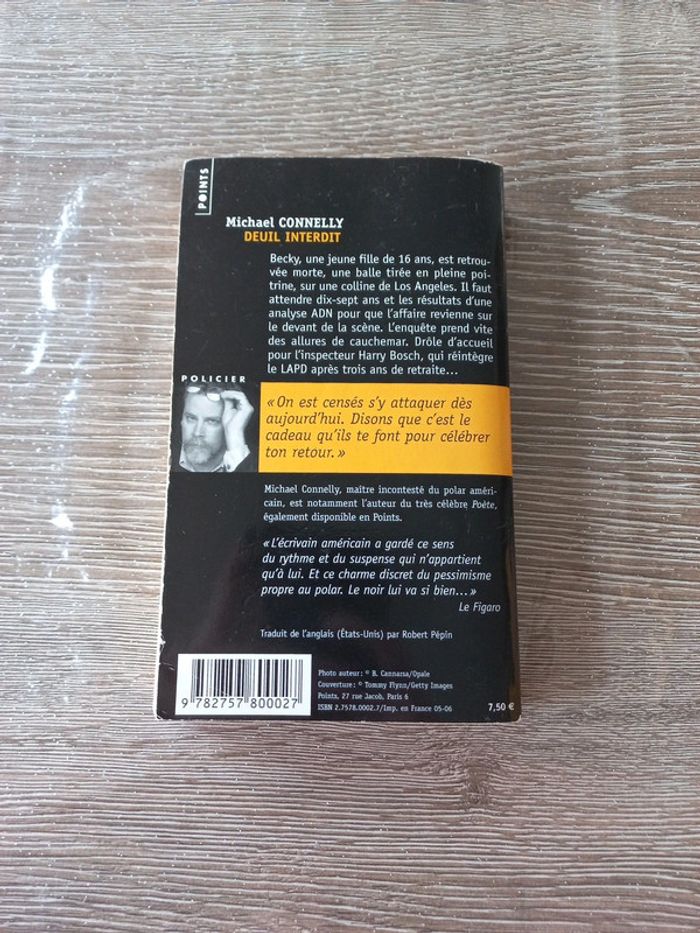 POINTS
Michael CONNELLY
DEUIL INTERDIT
Becky, une jeune fille de 16 ans, est retrou-
vée morte, une balle tirée en pleine poi-
trine, sur une colline de Los Angeles. Il faut
attendre dix-sept ans et les résultats d'une
analyse ADN pour que l'affaire revienne sur
le devant de la scène. L'enquête prend vite
des allures de cauchemar. Drôle d'accueil
pour l'inspecteur Harry Bosch, qui réintègre
le LAPD après trois ans de retraite...
POLICIER
« On est censés s'y attaquer dès
aujourd'hui. Disons que c'est le
cadeau qu'ils te font pour célébrer
ton retour. »
Michael Connelly, maître incontesté du polar améri-
cain, est notamment l'auteur du très célèbre Poète,
également disponible en Points.
« L'écrivain américain a gardé ce sens
du rythme et du suspense qui n'appartient
qu'à lui. Et ce charme discret du pessimisme
propre au polar. Le noir lui va si bien... »
Le Figaro
Traduit de l'anglais (États-Unis) par Robert Pépin
Photo auteur : © B. Cannarsa/Opale
Couverture : © Tommy Flynn/Getty Images
Points, 27 rue Jacob, Paris 6
ISBN 2.7578.0002.7/Imp. en France 05-06
7,50 €
9 782757 800027